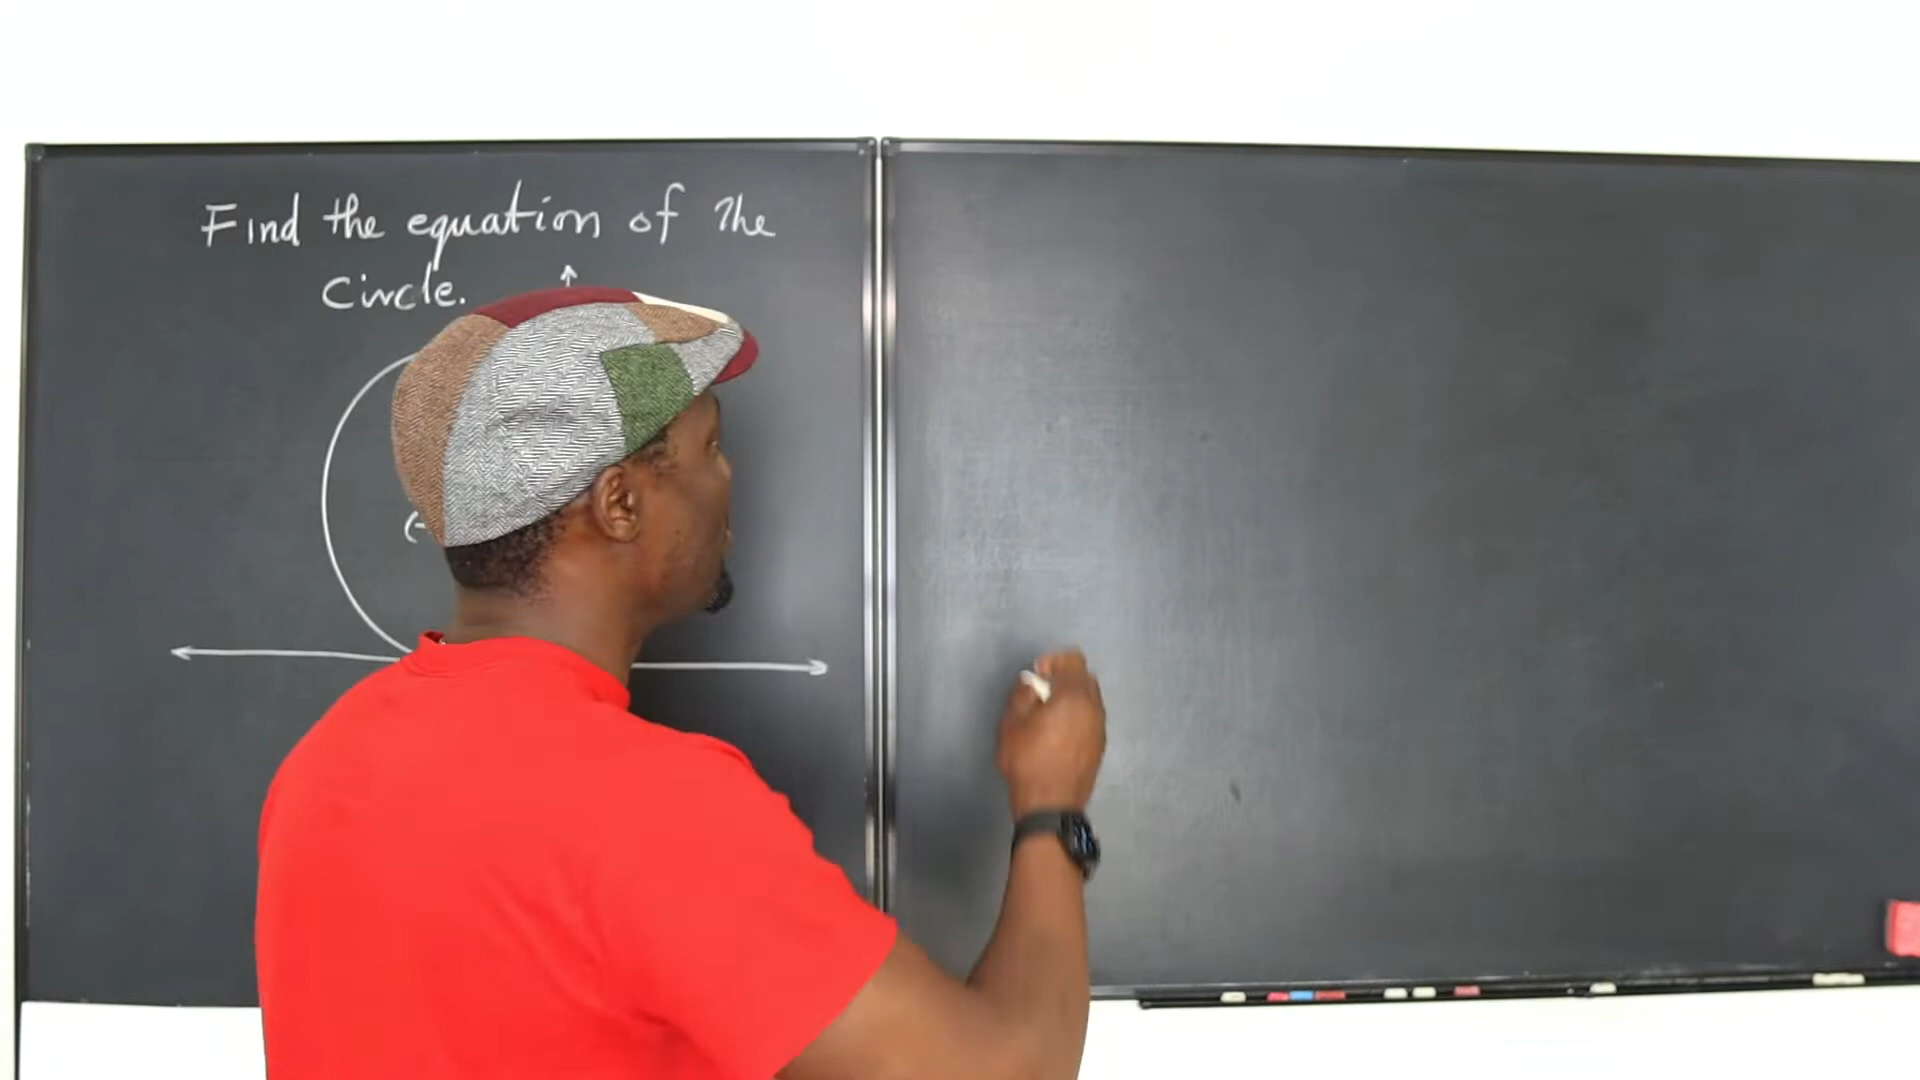 Find the equation of the
Circle.
(-